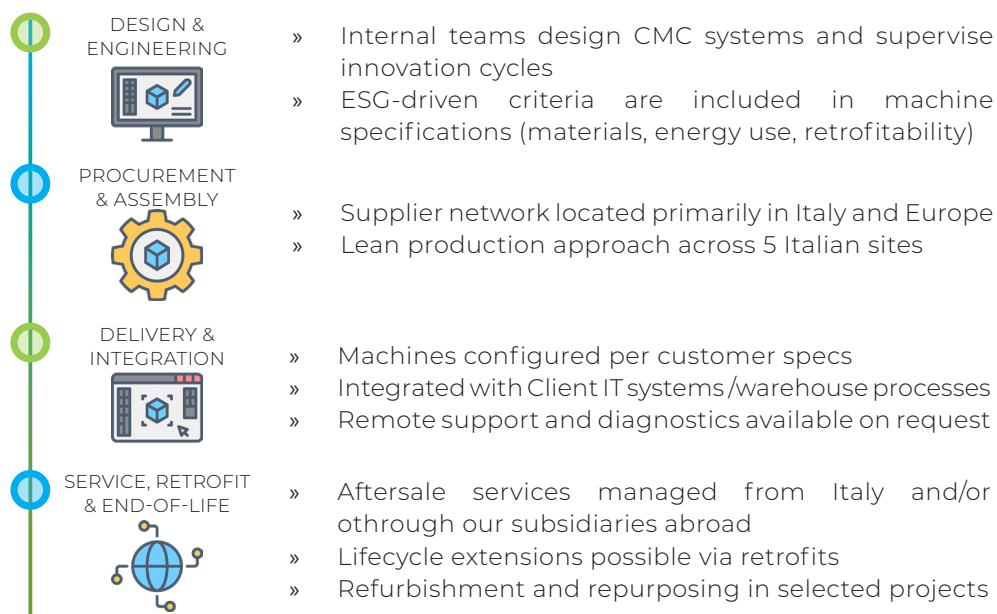 DESIGN &
ENGINEERING
» Internal teams design CMC systems and supervise
innovation cycles
» ESG-driven criteria are included in machine
specifications (materials, energy use, retrofitability)
PROCUREMENT
& ASSEMBLY
» Supplier network located primarily in Italy and Europe
» Lean production approach across 5 Italian sites
DELIVERY &
INTEGRATION
» Machines configured per customer specs
» Integrated with Client IT systems /warehouse processes
» Remote support and diagnostics available on request
SERVICE, RETROFIT
& END-OF-LIFE
» Aftersale services managed from Italy and/or
othrough our subsidiaries abroad
» Lifecycle extensions possible via retrofits
» Refurbishment and repurposing in selected projects